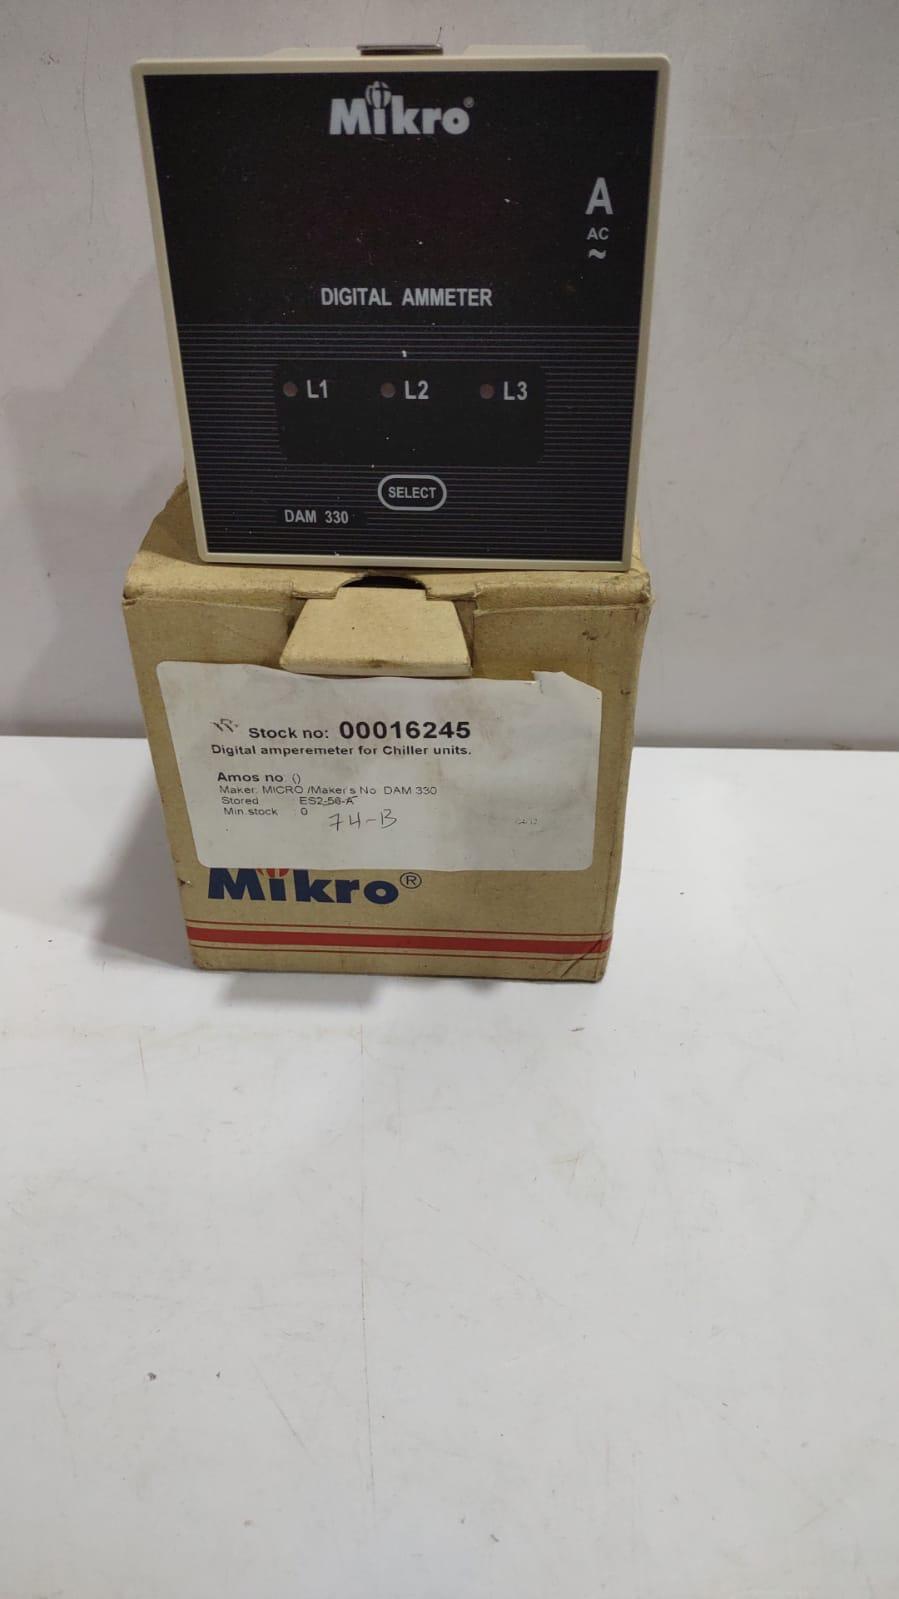 Mikro®
A
AC
~
DIGITAL AMMETER
L1 L2 L3
SELECT
DAM 330
Stock no: 00016245
Digital amperemeter for Chiller units.
Amos no ()
Maker: MICRO /Maker's No DAM 330
Stored ES2-56-A
Min.stock : 0
74-B
Mikro®